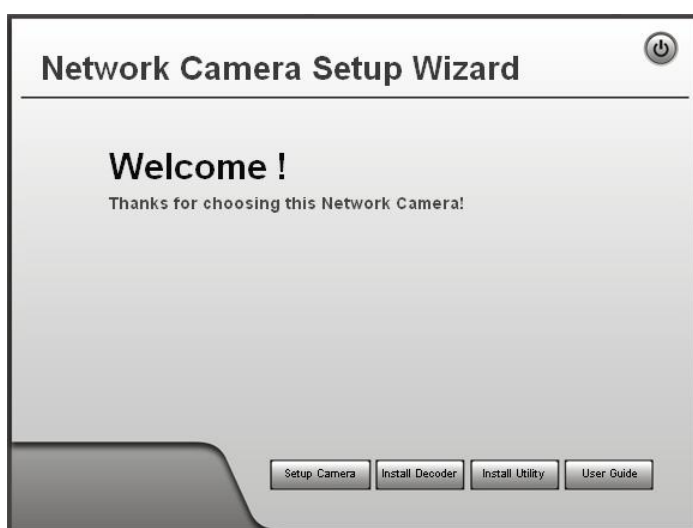 Network Camera Setup Wizard
Welcome !
Thanks for choosing this Network Camera!
Setup Camera
Install Decoder
Install Utility
User Guide